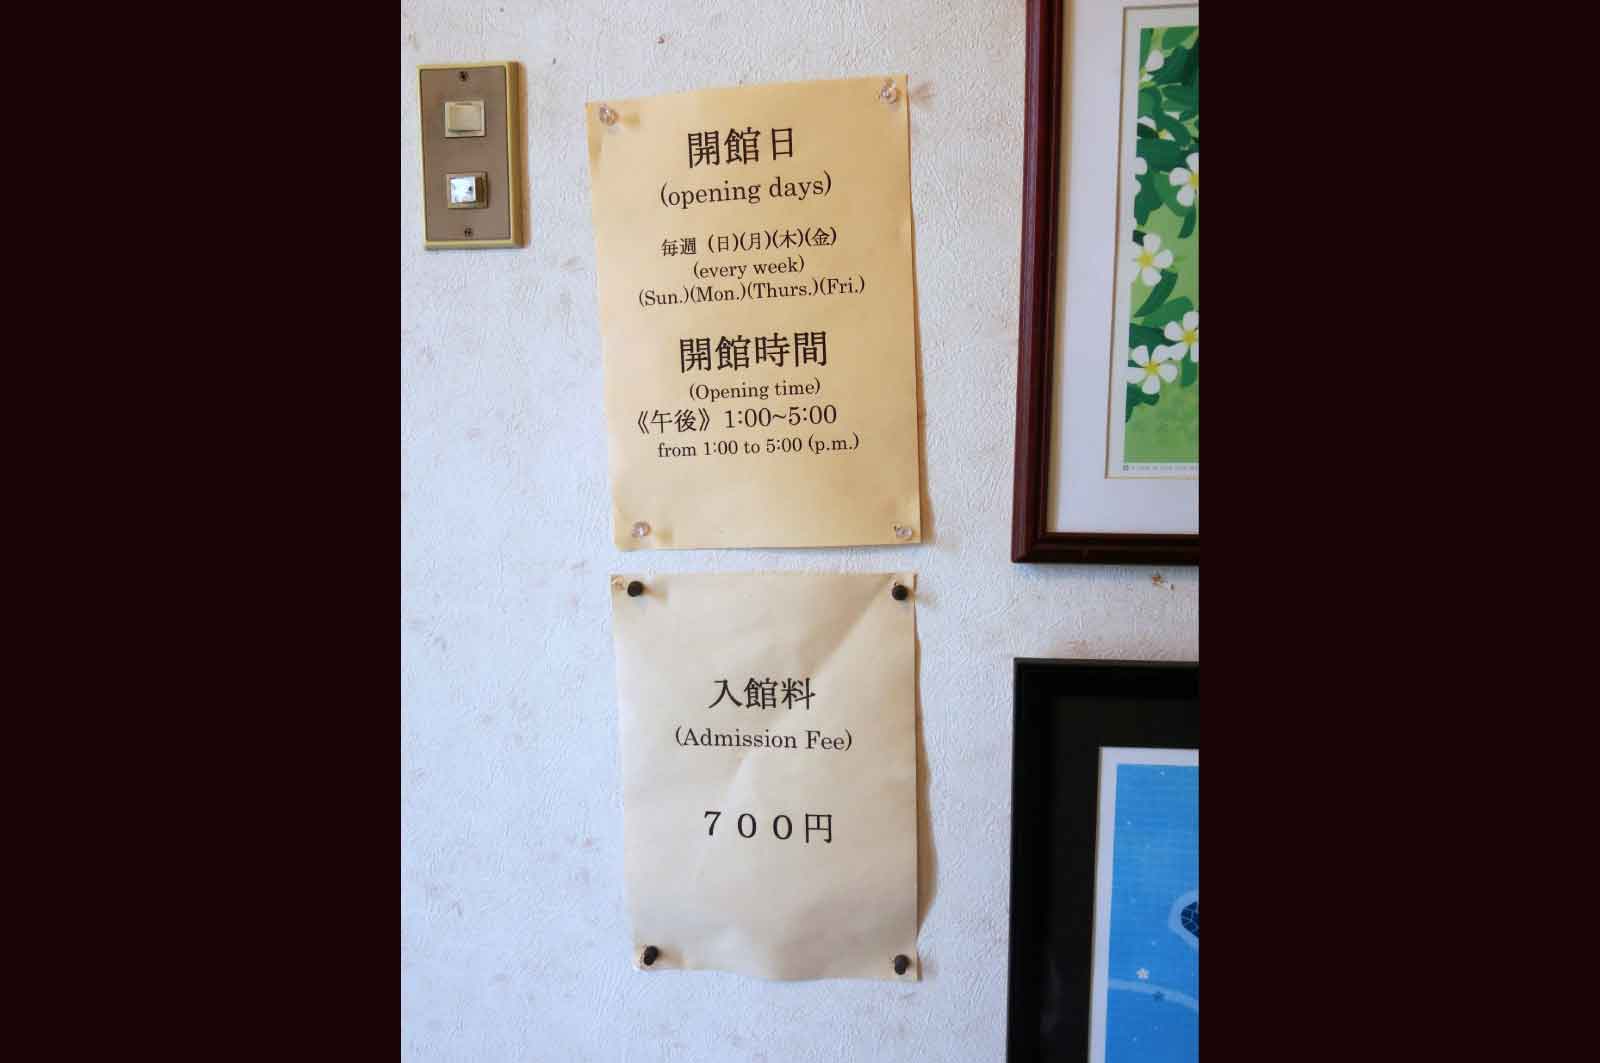 開館日
(opening days)
毎週 (日)(月)(木)(金)
(every week)
(Sun.)(Mon.)(Thurs.)(Fri.)
開館時間
(Opening time)
《午後》1:00~5:00
from 1:00 to 5:00 (p.m.)
入館料
(Admission Fee)
７００円